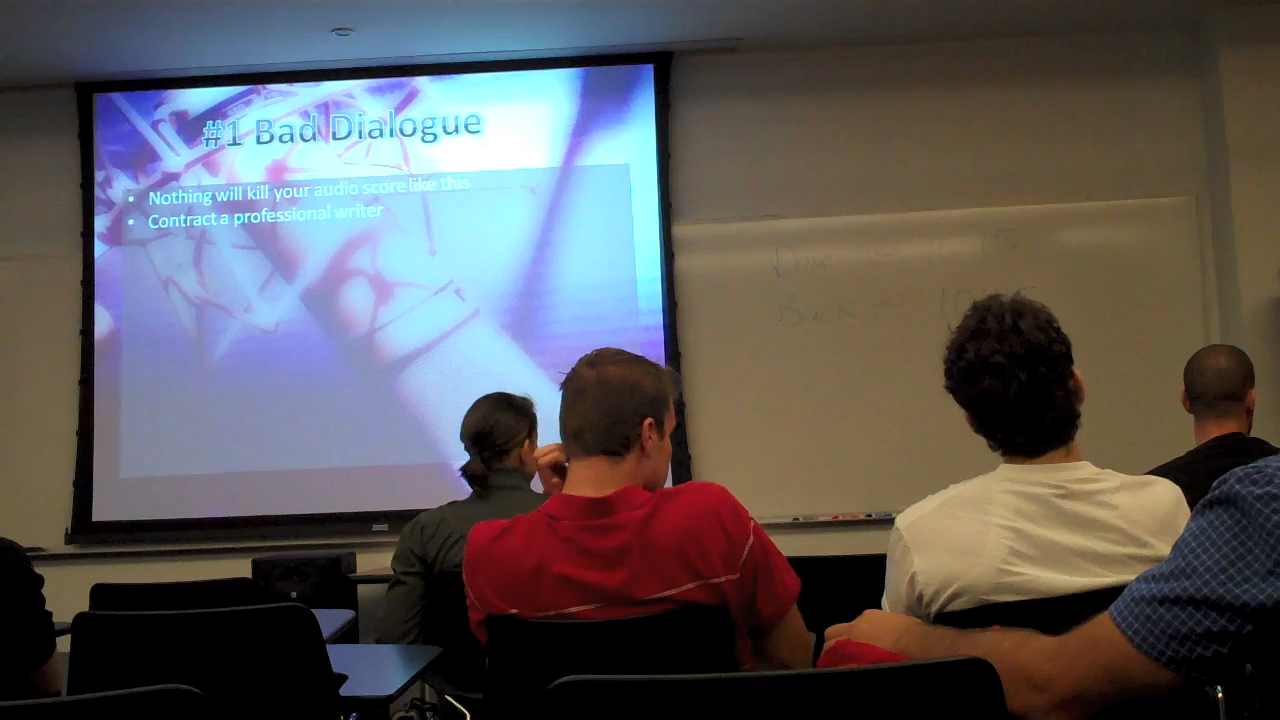 #1 Bad Dialogue
• Nothing will kill your audio score like this
• Contract a professional writer